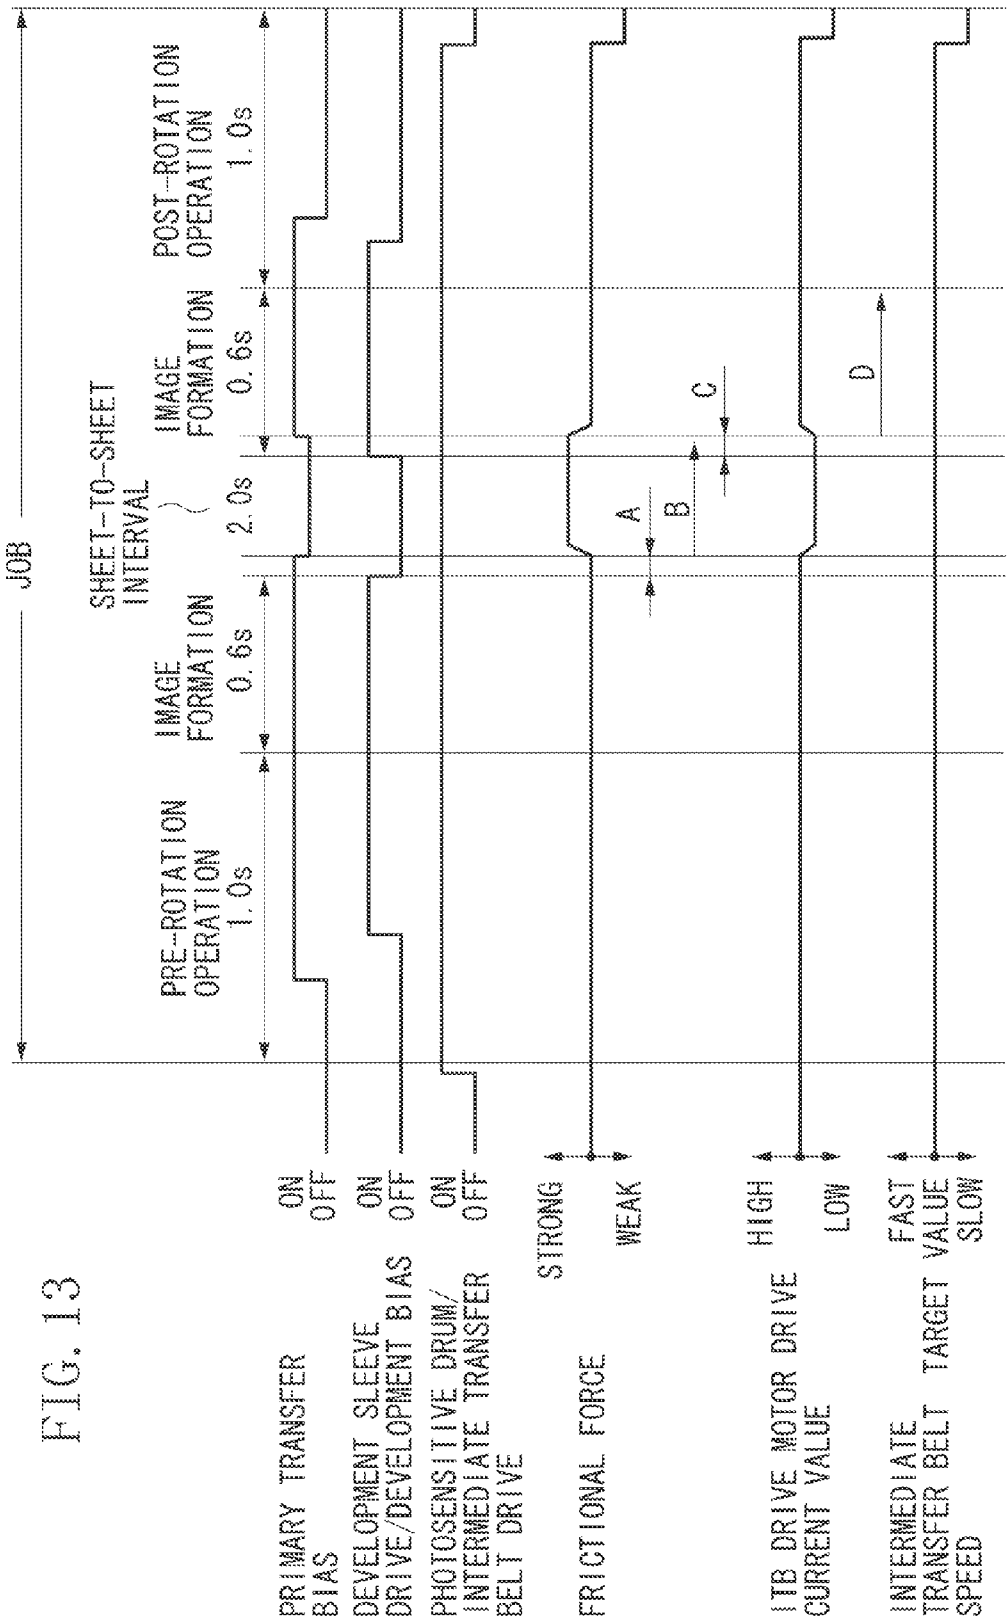 FIG. 13
JOB
PRE-ROTATION
OPERATION
1.0s
IMAGE
FORMATION
0.6s
SHEET-TO-SHEET
INTERVAL
2.0s
IMAGE
FORMATION
0.6s
POST-ROTATION
OPERATION
1.0s
PRIMARY TRANSFER
BIAS
ON
OFF
DEVELOPMENT SLEEVE
DRIVE/DEVELOPMENT BIAS
ON
OFF
PHOTOSENSITIVE DRUM/
INTERMEDIATE TRANSFER
BELT DRIVE
ON
OFF
FRICTIONAL FORCE
STRONG
WEAK
A
B
C
ITB DRIVE MOTOR DRIVE
CURRENT VALUE
HIGH
LOW
D
INTERMEDIATE
TRANSFER BELT
SPEED
FAST
TARGET VALUE
SLOW